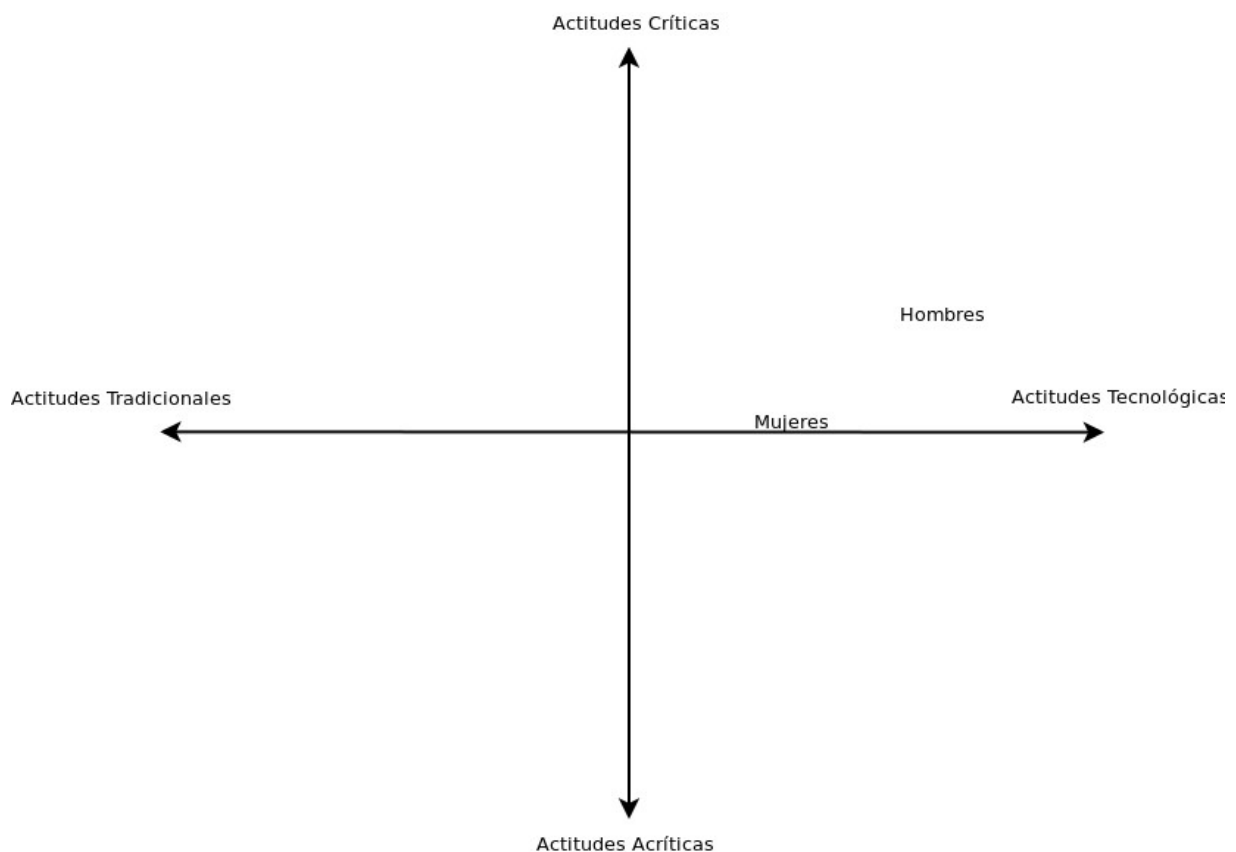 Actitudes Críticas
Hombres
Actitudes Tradicionales
Actitudes Tecnológicas
Mujeres
Actitudes Acríticas